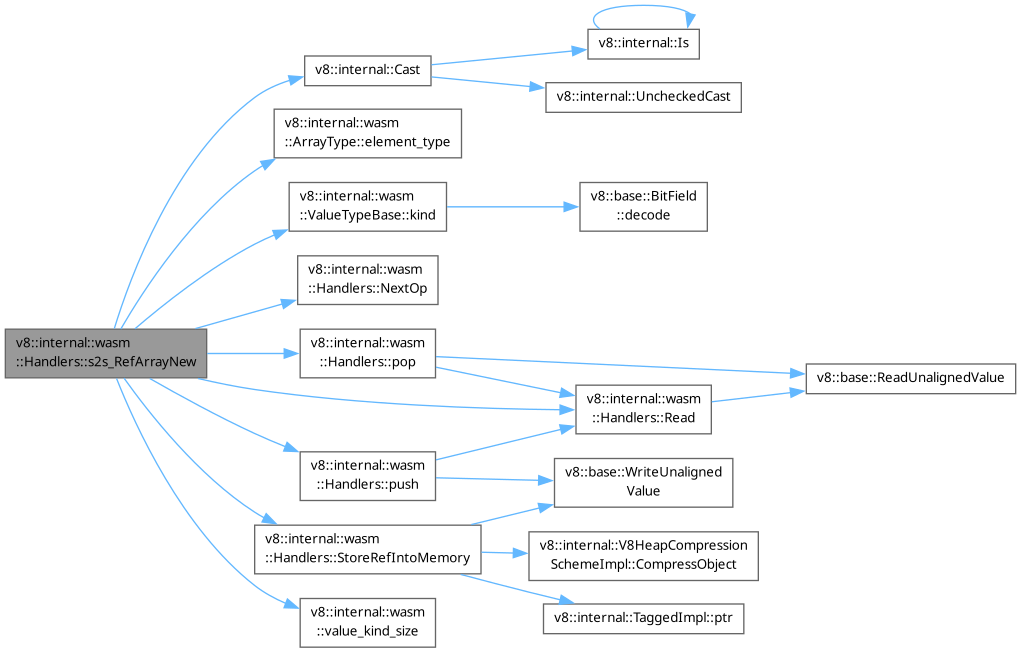 v8::internal::Is
v8::internal::Cast
v8::internal::UncheckedCast
v8::internal::wasm
::ArrayType::element_type
v8::internal::wasm
::ValueTypeBase::kind
v8::base::BitField
::decode
v8::internal::wasm
::Handlers::NextOp
v8::internal::wasm
::Handlers::s2s_RefArrayNew
v8::internal::wasm
::Handlers::pop
v8::base::ReadUnalignedValue
v8::internal::wasm
::Handlers::Read
v8::internal::wasm
::Handlers::push
v8::base::WriteUnaligned
Value
v8::internal::wasm
::Handlers::StoreRefIntoMemory
v8::internal::V8HeapCompression
SchemeImpl::CompressObject
v8::internal::TaggedImpl::ptr
v8::internal::wasm
::value_kind_size